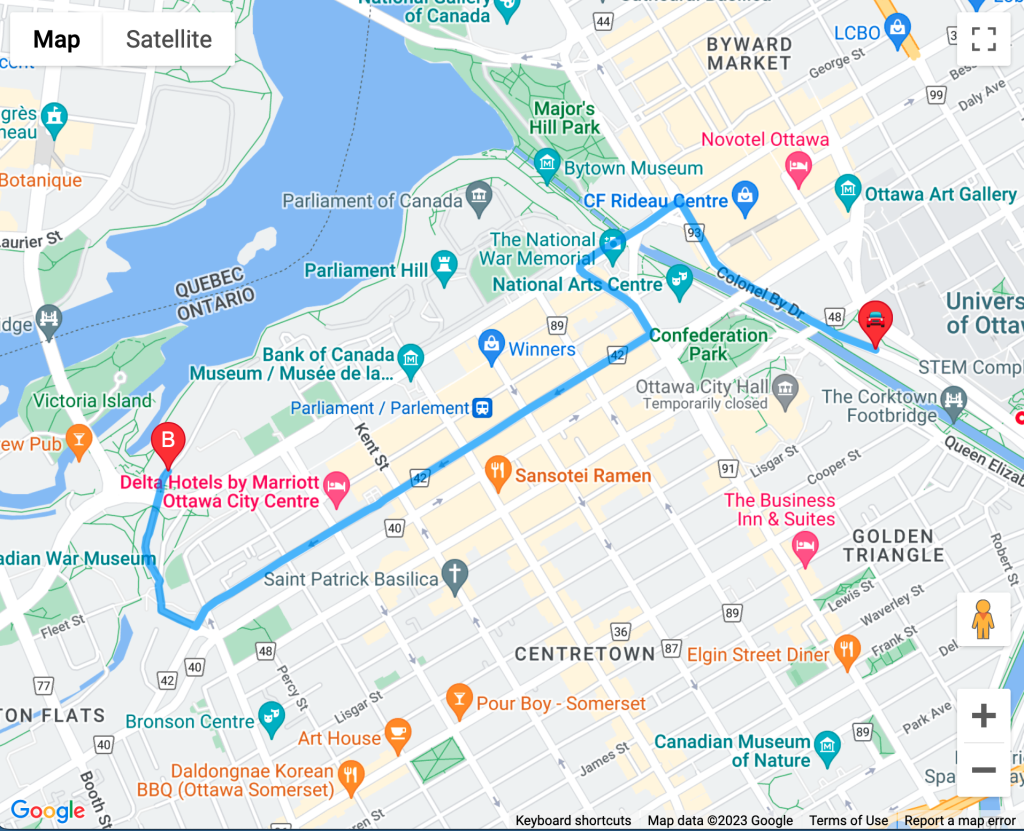 National Gallery
of Canada
44
Map
Satellite
LCBO
BYWARD
MARKET
George St
Daly Ave
99
grès
neau
Major's
Hill Park
Novotel Ottawa
Botanique
Bytown Museum
Parliament of Canada
CF Rideau Centre
Ottawa Art Gallery
93
Laurier St
The National
War Memorial
Parliament Hill
National Arts Centre
QUEBEC
ONTARIO
Colonel By Dr
48
Univers
of Ottaw
89
Confederation
Park
Winners
42
Bank of Canada
Museum / Musée de la...
STEM Compl
Ottawa City Hall
Temporarily closed
The Corktown
Footbridge
Victoria Island
Parliament / Parlement
Kent St
ew Pub
B
Queen Elizab
91
Lisgar St
Cooper St
42
Sansotei Ramen
Delta Hotels by Marriott
Ottawa City Centre
The Business
Inn & Suites
40
GOLDEN
TRIANGLE
Robert St
adian War Museum
Saint Patrick Basilica
Lewis St
Waverley St
89
Fleet St
36
87
Frank St
Del
48
CENTRETOWN
Elgin Street Diner
40
42
77
Percy St
Lisgar St
Pour Boy - Somerset
Park Ave
TON FLATS
Bronson Centre
89
40
Art House
Canadian Museum
of Nature
James St
Daldongnae Korean
BBQ (Ottawa Somerset)
Booth St
Google
Keyboard shortcuts
Map data ©2023 Google
Terms of Use
Report a map error